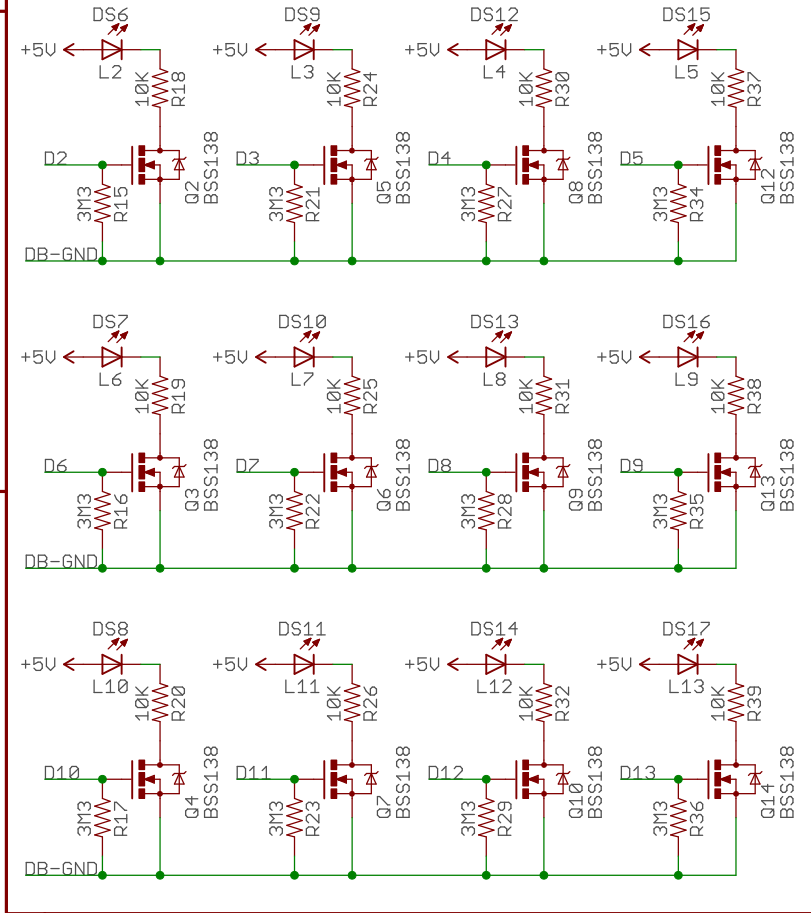 DS6 DS9 DS12 DS15
+5V +5V +5V +5V
L2 L3 L4 L5
10K R18 10K R24 10K R30 10K R37
D2 D3 D4 D5
Q2 BSS138 Q5 BSS138 Q8 BSS138 Q12 BSS138
3M3 R15 3M3 R21 3M3 R27 3M3 R34
DB-GND
DS7 DS10 DS13 DS16
+5V +5V +5V +5V
L6 L7 L8 L9
10K R19 10K R25 10K R31 10K R38
D6 D7 D8 D9
Q3 BSS138 Q6 BSS138 Q9 BSS138 Q13 BSS138
3M3 R16 3M3 R22 3M3 R28 3M3 R35
DB-GND
DS8 DS11 DS14 DS17
+5V +5V +5V +5V
L10 L11 L12 L13
10K R20 10K R26 10K R32 10K R39
D10 D11 D12 D13
Q4 BSS138 Q7 BSS138 Q10 BSS138 Q14 BSS138
3M3 R17 3M3 R23 3M3 R29 3M3 R36
DB-GND